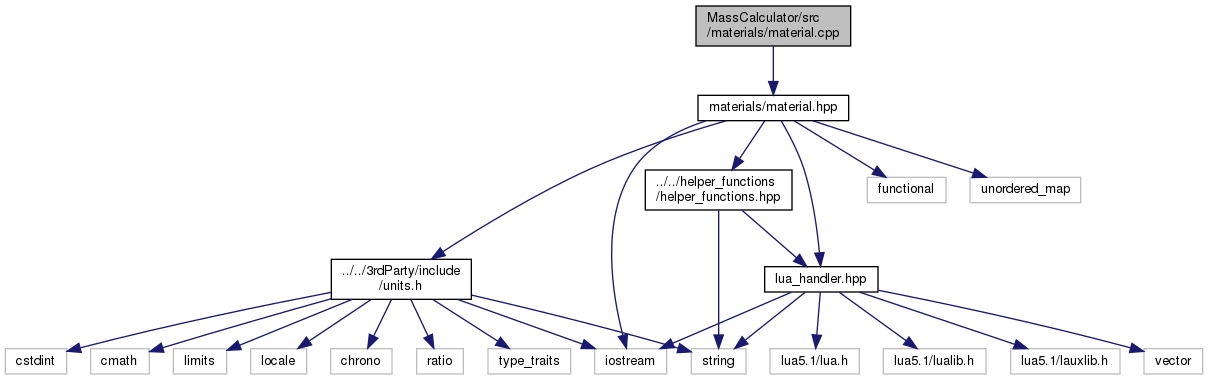 MassCalculator/src
/materials/material.cpp
materials/material.hpp
../../helper_functions
/helper_functions.hpp
functional
unordered_map
../../3rdParty/include
/units.h
lua_handler.hpp
cstdint
cmath
limits
locale
chrono
ratio
type_traits
iostream
string
lua5.1/lua.h
lua5.1/lualib.h
lua5.1/lauxlib.h
vector